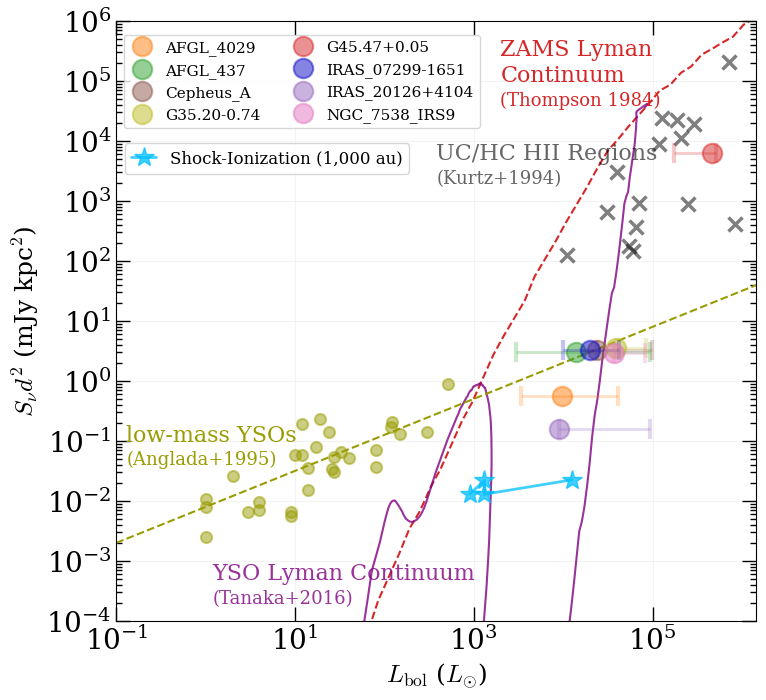 10^6
10^5
10^4
10^3
10^2
10^1
10^0
10^-1
10^-2
10^-3
10^-4
S_ν d^2 (mJy kpc^2)
AFGL_4029
AFGL_437
Cepheus_A
G35.20-0.74
G45.47+0.05
IRAS_07299-1651
IRAS_20126+4104
NGC_7538_IRS9
Shock-Ionization (1,000 au)
ZAMS Lyman
Continuum
(Thompson 1984)
UC/HC HII Regions
(Kurtz+1994)
low-mass YSOs
(Anglada+1995)
YSO Lyman Continuum
(Tanaka+2016)
10^-1
10^1
10^3
10^5
L_bol (L_⊙)